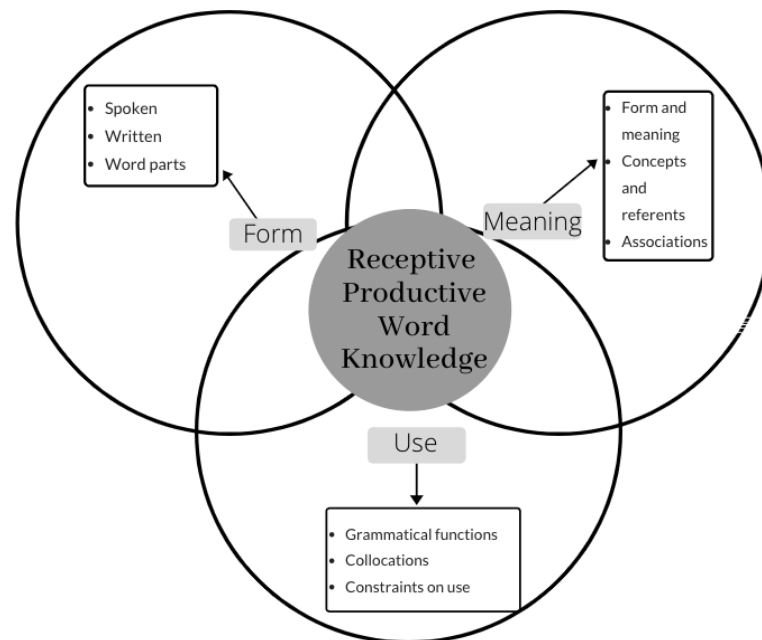 Spoken
Written
Word parts
Form
Form and
meaning
Concepts
and
referents
Associations
Meaning
Receptive
Productive
Word
Knowledge
Use
Grammatical functions
Collocations
Constraints on use